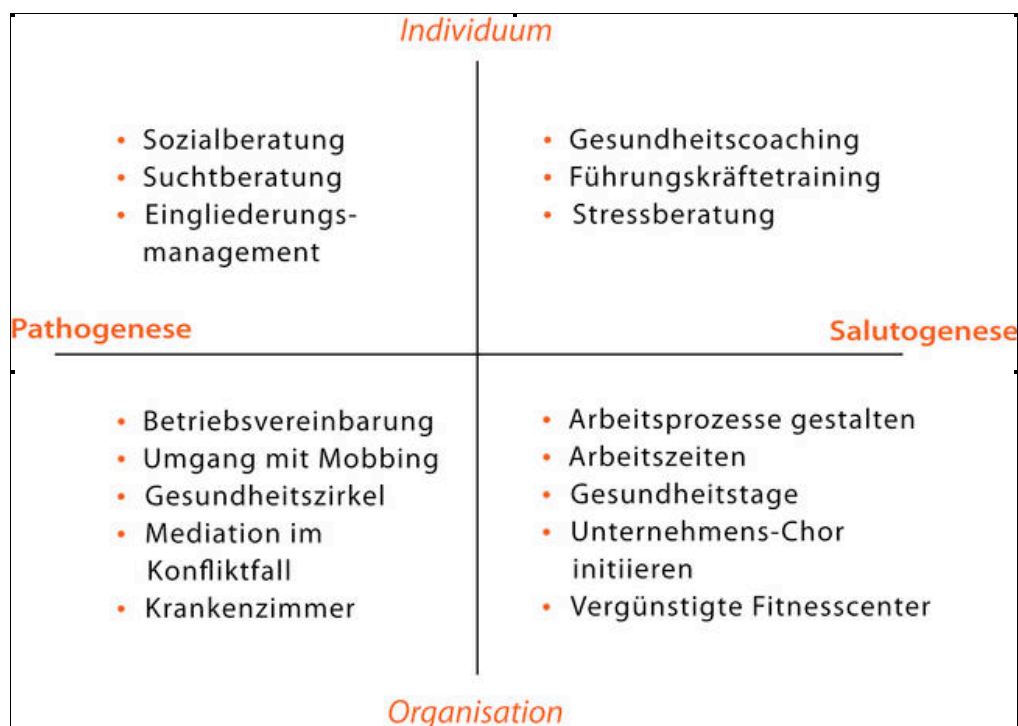 Individuum
• Sozialberatung
• Suchtberatung
• Eingliederungs-
management
• Gesundheitscoaching
• Führungskräftetraining
• Stressberatung
Pathogenese
Salutogenese
• Betriebsvereinbarung
• Umgang mit Mobbing
• Gesundheitszirkel
• Mediation im
Konfliktfall
• Krankenzimmer
• Arbeitsprozesse gestalten
• Arbeitszeiten
• Gesundheitstage
• Unternehmens-Chor
initiieren
• Vergünstigte Fitnesscenter
Organisation